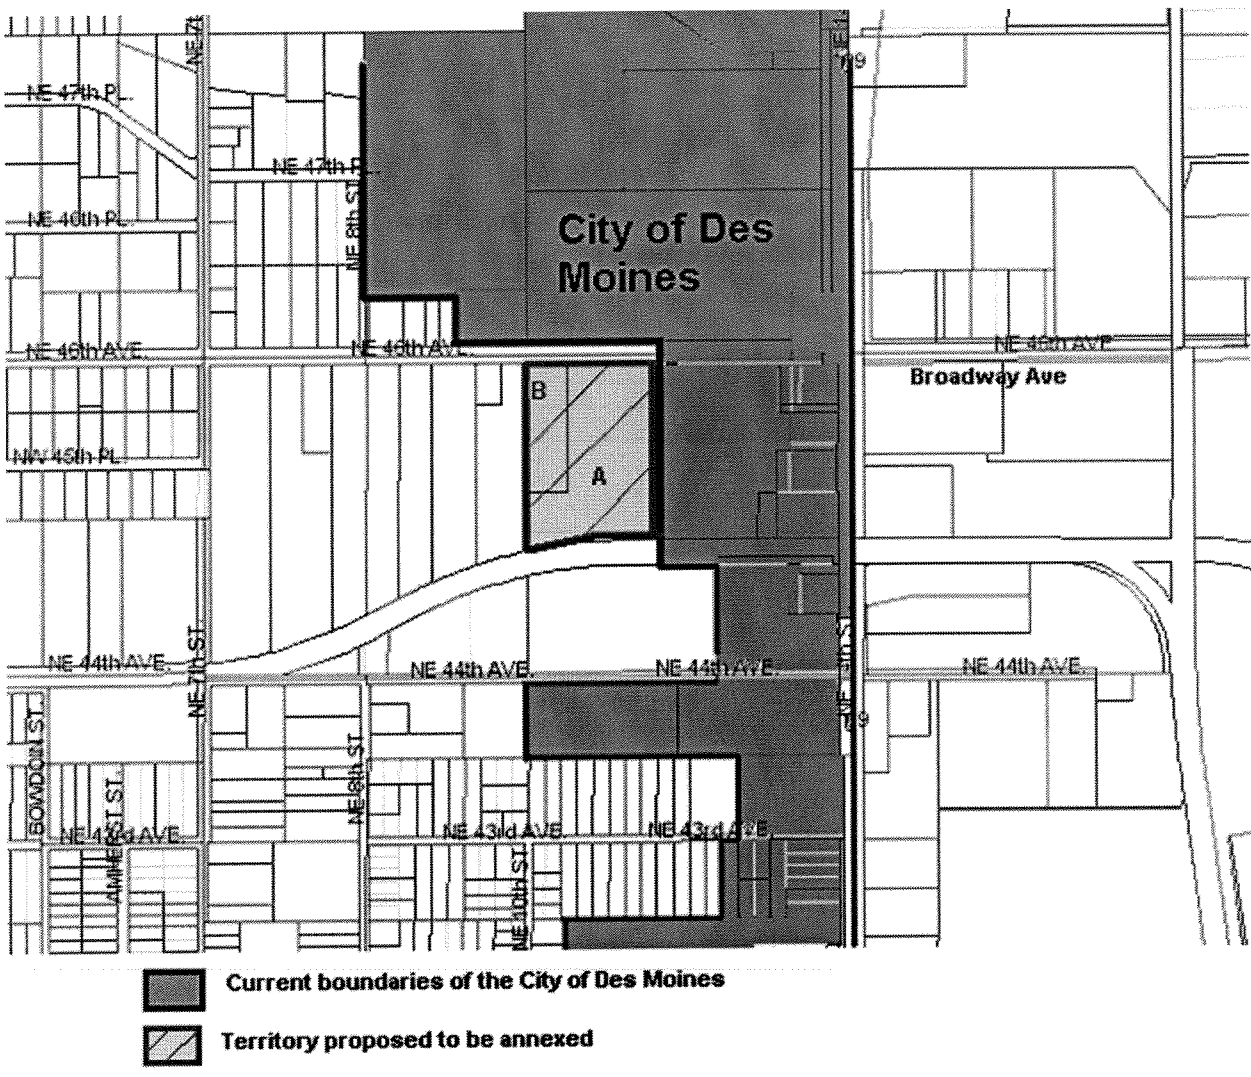 NE 47th PL.
NE 47th PL.
NE 8th ST.
NE 46th PL.
City of Des
Moines
NE 46th AVE.
NE 46th AVE.
NE 46th AVE.
Broadway Ave
B
A
NW 45th PL
NE 7th ST.
NE 44th AVE.
NE 44th AVE.
NE 44th AVE.
NE 44th AVE.
BOWDOIN ST.
AMHERST ST.
NE 8th ST.
NE 43rd AVE.
NE 43rd AVE.
NE 43rd AVE.
NE 10th ST.
Current boundaries of the City of Des Moines
Territory proposed to be annexed